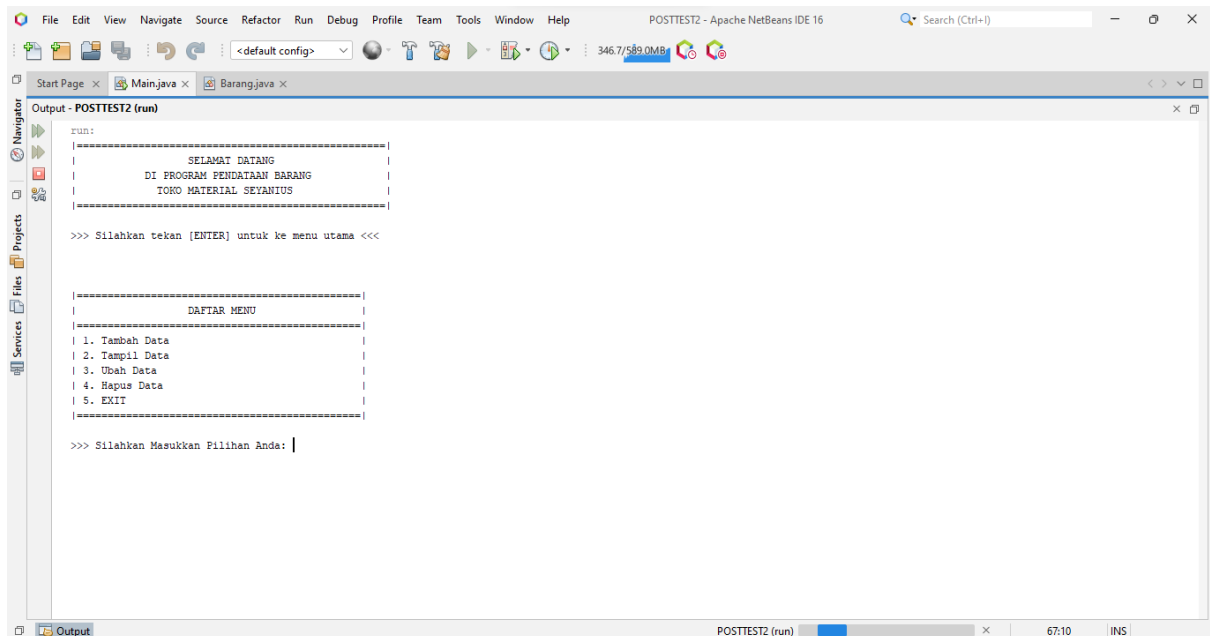 File Edit View Navigate Source Refactor Run Debug Profile Team Tools Window Help POSTTEST2 - Apache NetBeans IDE 16 Search (Ctrl+I)
<default config> 346.7/589.0MB
Start Page Main.java Barang.java
Output - POSTTEST2 (run)
Navigator
Projects
Files
Services
run:
|==================================================|
| SELAMAT DATANG |
| DI PROGRAM PENDATAAN BARANG |
| TOKO MATERIAL SEYANIUS |
|==================================================|
>>> Silahkan tekan [ENTER] untuk ke menu utama <<<
|==============================================|
| DAFTAR MENU |
|==============================================|
| 1. Tambah Data |
| 2. Tampil Data |
| 3. Ubah Data |
| 4. Hapus Data |
| 5. EXIT |
|==============================================|
>>> Silahkan Masukkan Pilihan Anda:
Output POSTTEST2 (run) 67:10 INS